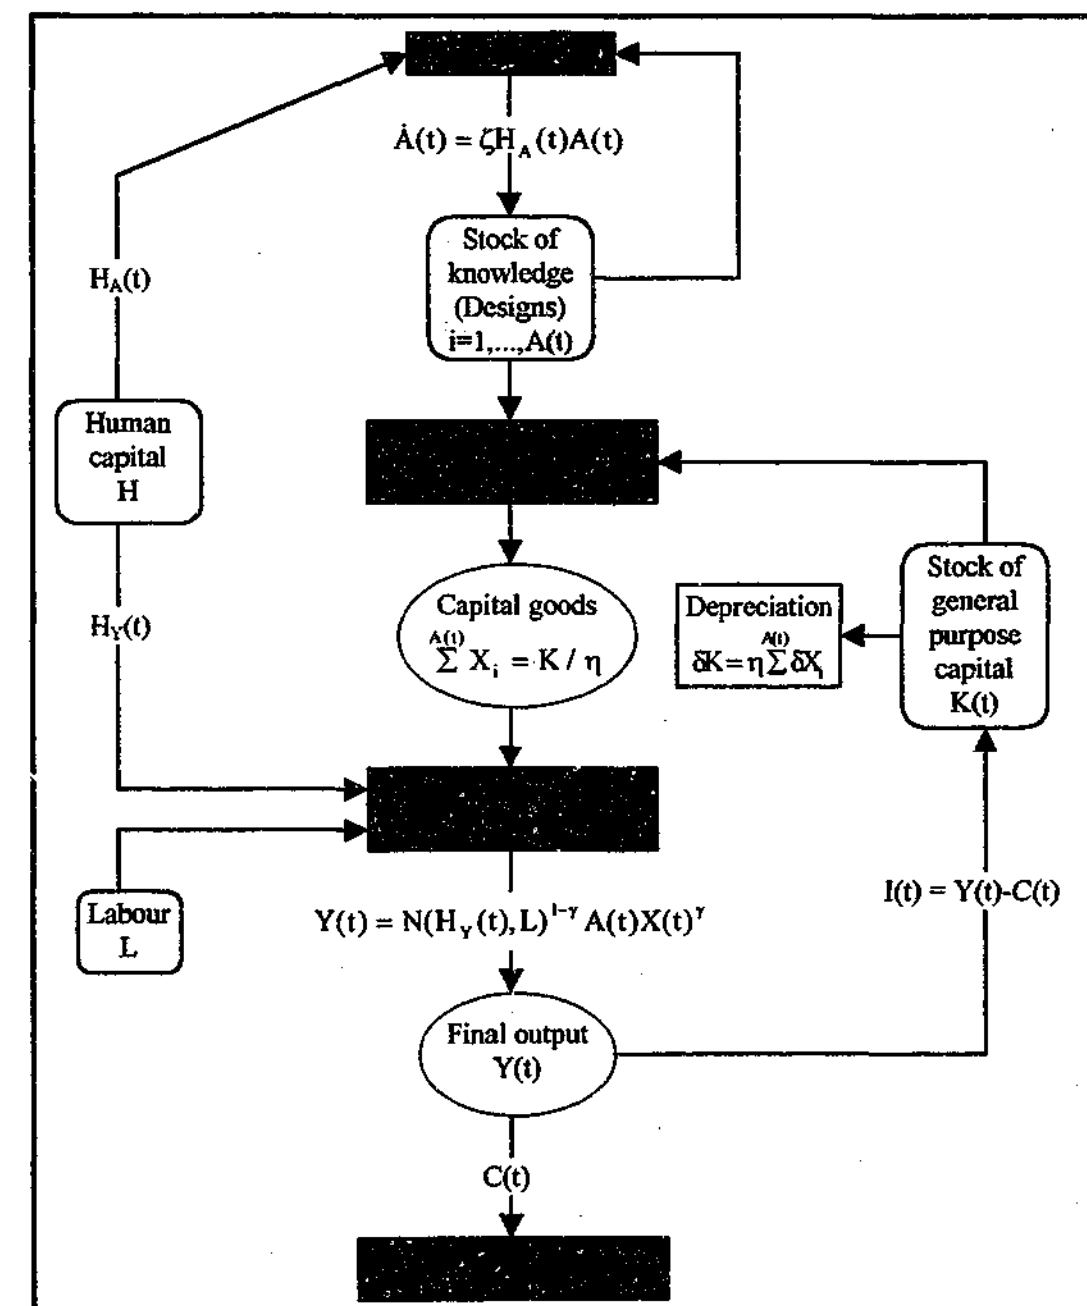 Ȧ(t) = ζH_A(t)A(t)
Stock of
knowledge
(Designs)
i=1,...,A(t)
H_A(t)
Human
capital
H
H_Y(t)
Capital goods
A(t)
Σ X_i = K / η
Depreciation
A(t)
δK=η Σ δX_i
Stock of
general
purpose
capital
K(t)
Labour
L
Y(t) = N(H_Y(t),L)^{1-γ} A(t)X(t)^γ
I(t) = Y(t)-C(t)
Final output
Y(t)
C(t)